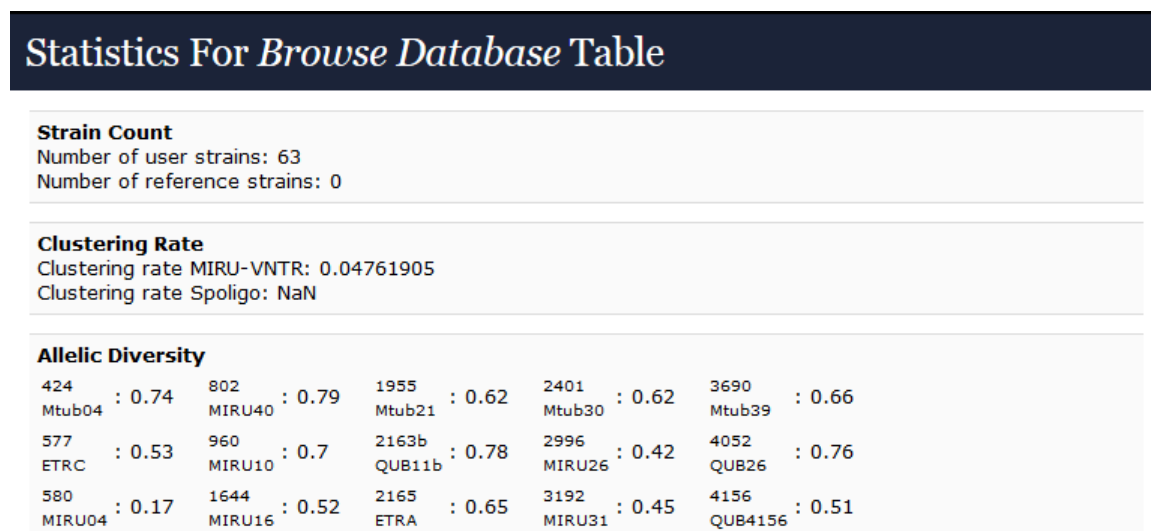 Statistics For Browse Database Table
Strain Count
Number of user strains: 63
Number of reference strains: 0
Clustering Rate
Clustering rate MIRU-VNTR: 0.04761905
Clustering rate Spoligo: NaN
Allelic Diversity
424 Mtub04 : 0.74 802 MIRU40 : 0.79 1955 Mtub21 : 0.62 2401 Mtub30 : 0.62 3690 Mtub39 : 0.66
577 ETRC : 0.53 960 MIRU10 : 0.7 2163b QUB11b : 0.78 2996 MIRU26 : 0.42 4052 QUB26 : 0.76
580 MIRU04 : 0.17 1644 MIRU16 : 0.52 2165 ETRA : 0.65 3192 MIRU31 : 0.45 4156 QUB4156 : 0.51